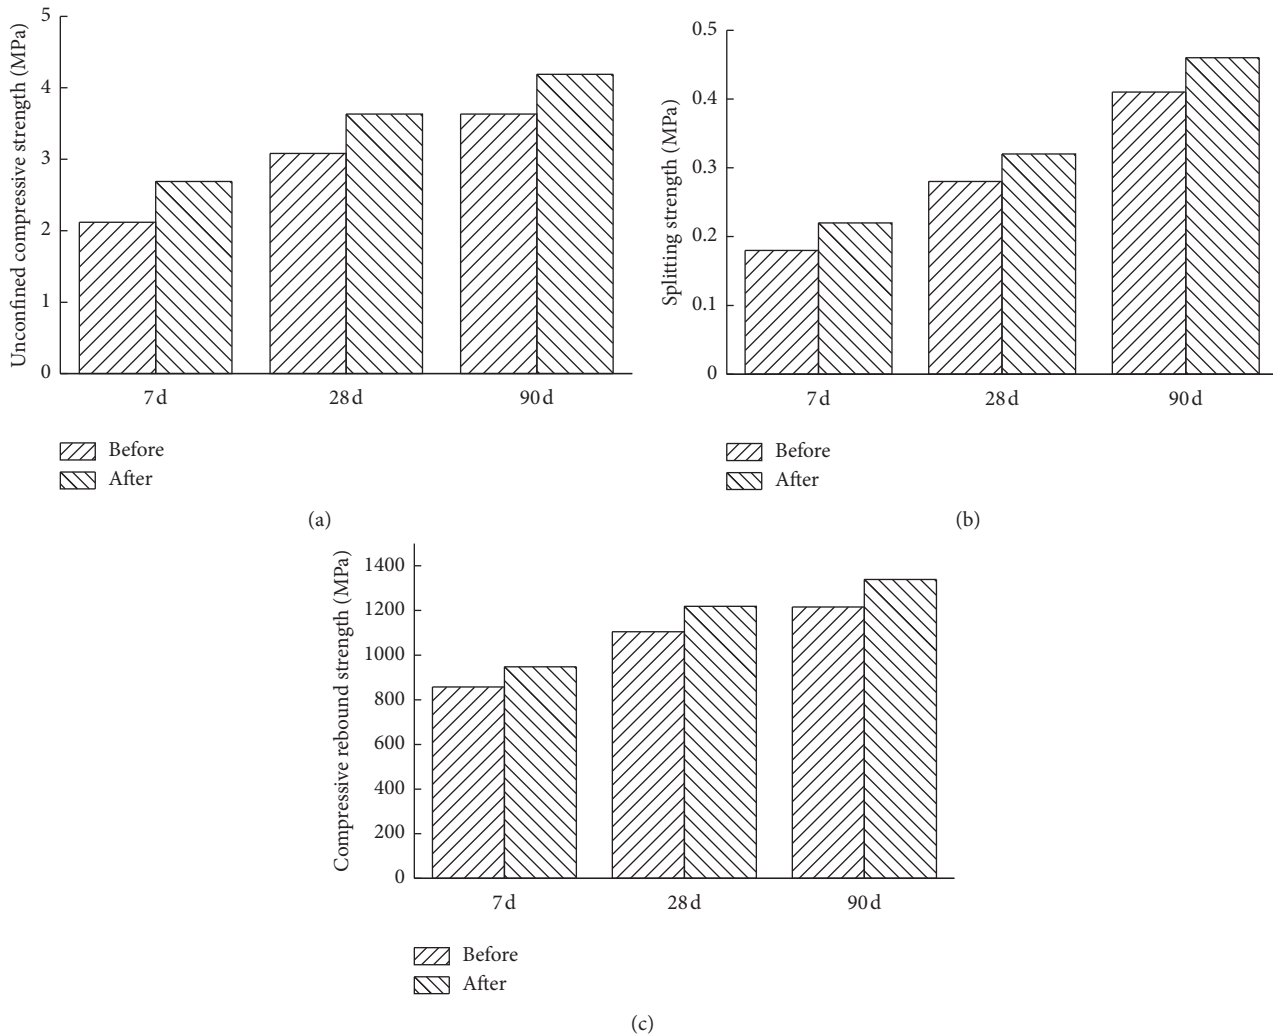 Unconfined compressive strength (MPa)
5
4
3
2
1
0
7 d
28 d
90 d
Before
After
(a)
Splitting strength (MPa)
0.5
0.4
0.3
0.2
0.1
0
7 d
28 d
90 d
Before
After
(b)
Compressive rebound strength (MPa)
1400
1200
1000
800
600
400
200
0
7 d
28 d
90 d
Before
After
(c)